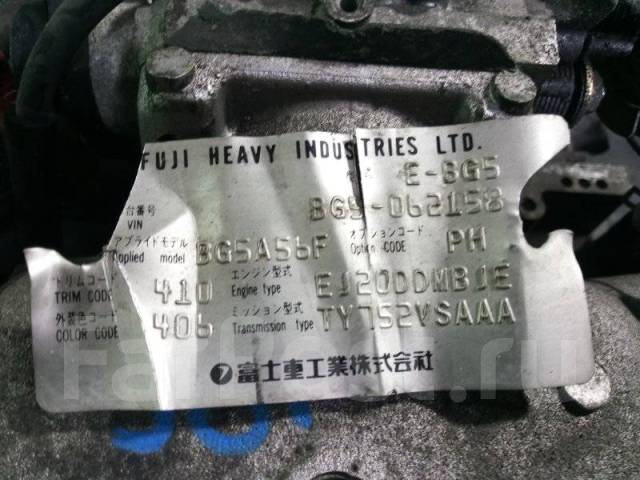 FUJI HEAVY INDUSTRIES LTD.
E-BG5
台番号
VIN
BG5-062158
アプライドモデル
Applied model
BG5A56F
オプションコード
Option CODE
PH
トリムコード
TRIM CODE
410
エンジン型式
Engine type
EJ20DDMBJE
外装色コード
COLOR CODE
406
ミッション型式
Transmission type
TY752VSAAA
富士重工業株式会社